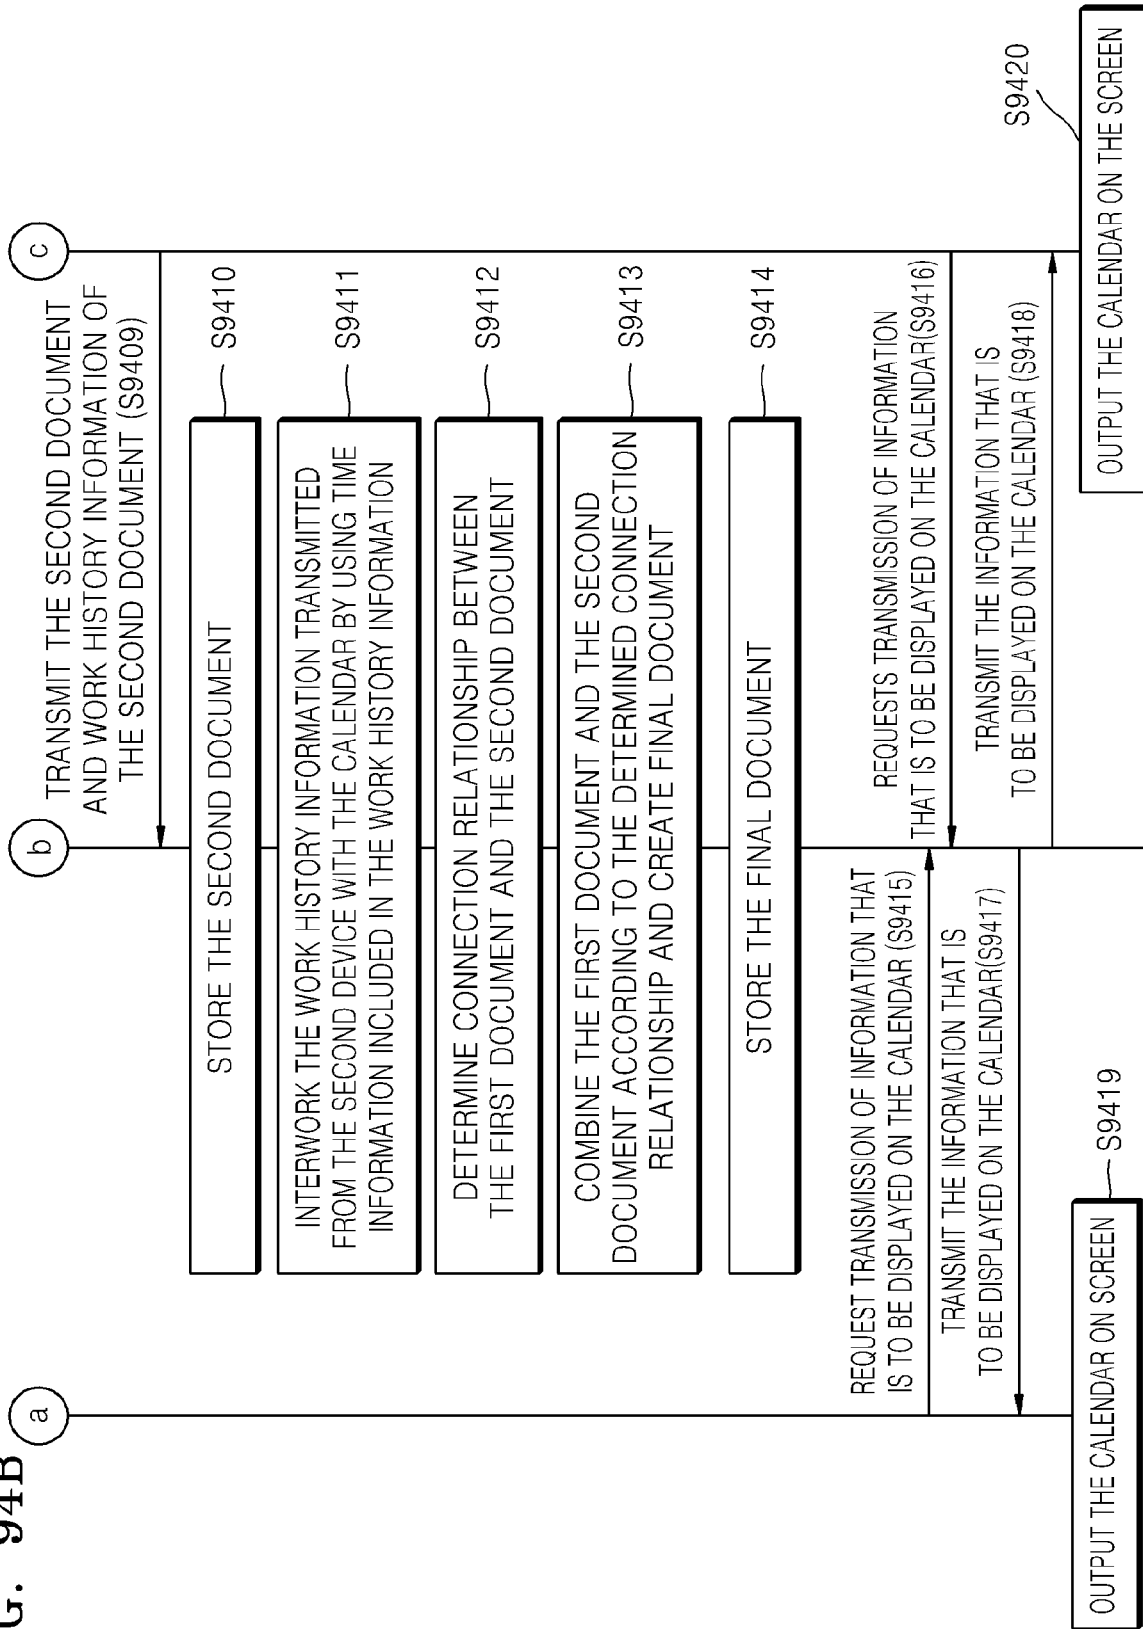 G. 94B
a
b
c
TRANSMIT THE SECOND DOCUMENT
AND WORK HISTORY INFORMATION OF
THE SECOND DOCUMENT (S9409)
STORE THE SECOND DOCUMENT
S9410
INTERWORK THE WORK HISTORY INFORMATION TRANSMITTED
FROM THE SECOND DEVICE WITH THE CALENDAR BY USING TIME
INFORMATION INCLUDED IN THE WORK HISTORY INFORMATION
S9411
DETERMINE CONNECTION RELATIONSHIP BETWEEN
THE FIRST DOCUMENT AND THE SECOND DOCUMENT
S9412
COMBINE THE FIRST DOCUMENT AND THE SECOND
DOCUMENT ACCORDING TO THE DETERMINED CONNECTION
RELATIONSHIP AND CREATE FINAL DOCUMENT
S9413
STORE THE FINAL DOCUMENT
S9414
REQUEST TRANSMISSION OF INFORMATION THAT
IS TO BE DISPLAYED ON THE CALENDAR (S9415)
REQUESTS TRANSMISSION OF INFORMATION
THAT IS TO BE DISPLAYED ON THE CALENDAR(S9416)
TRANSMIT THE INFORMATION THAT IS
TO BE DISPLAYED ON THE CALENDAR(S9417)
TRANSMIT THE INFORMATION THAT IS
TO BE DISPLAYED ON THE CALENDAR (S9418)
OUTPUT THE CALENDAR ON SCREEN
S9419
OUTPUT THE CALENDAR ON THE SCREEN
S9420